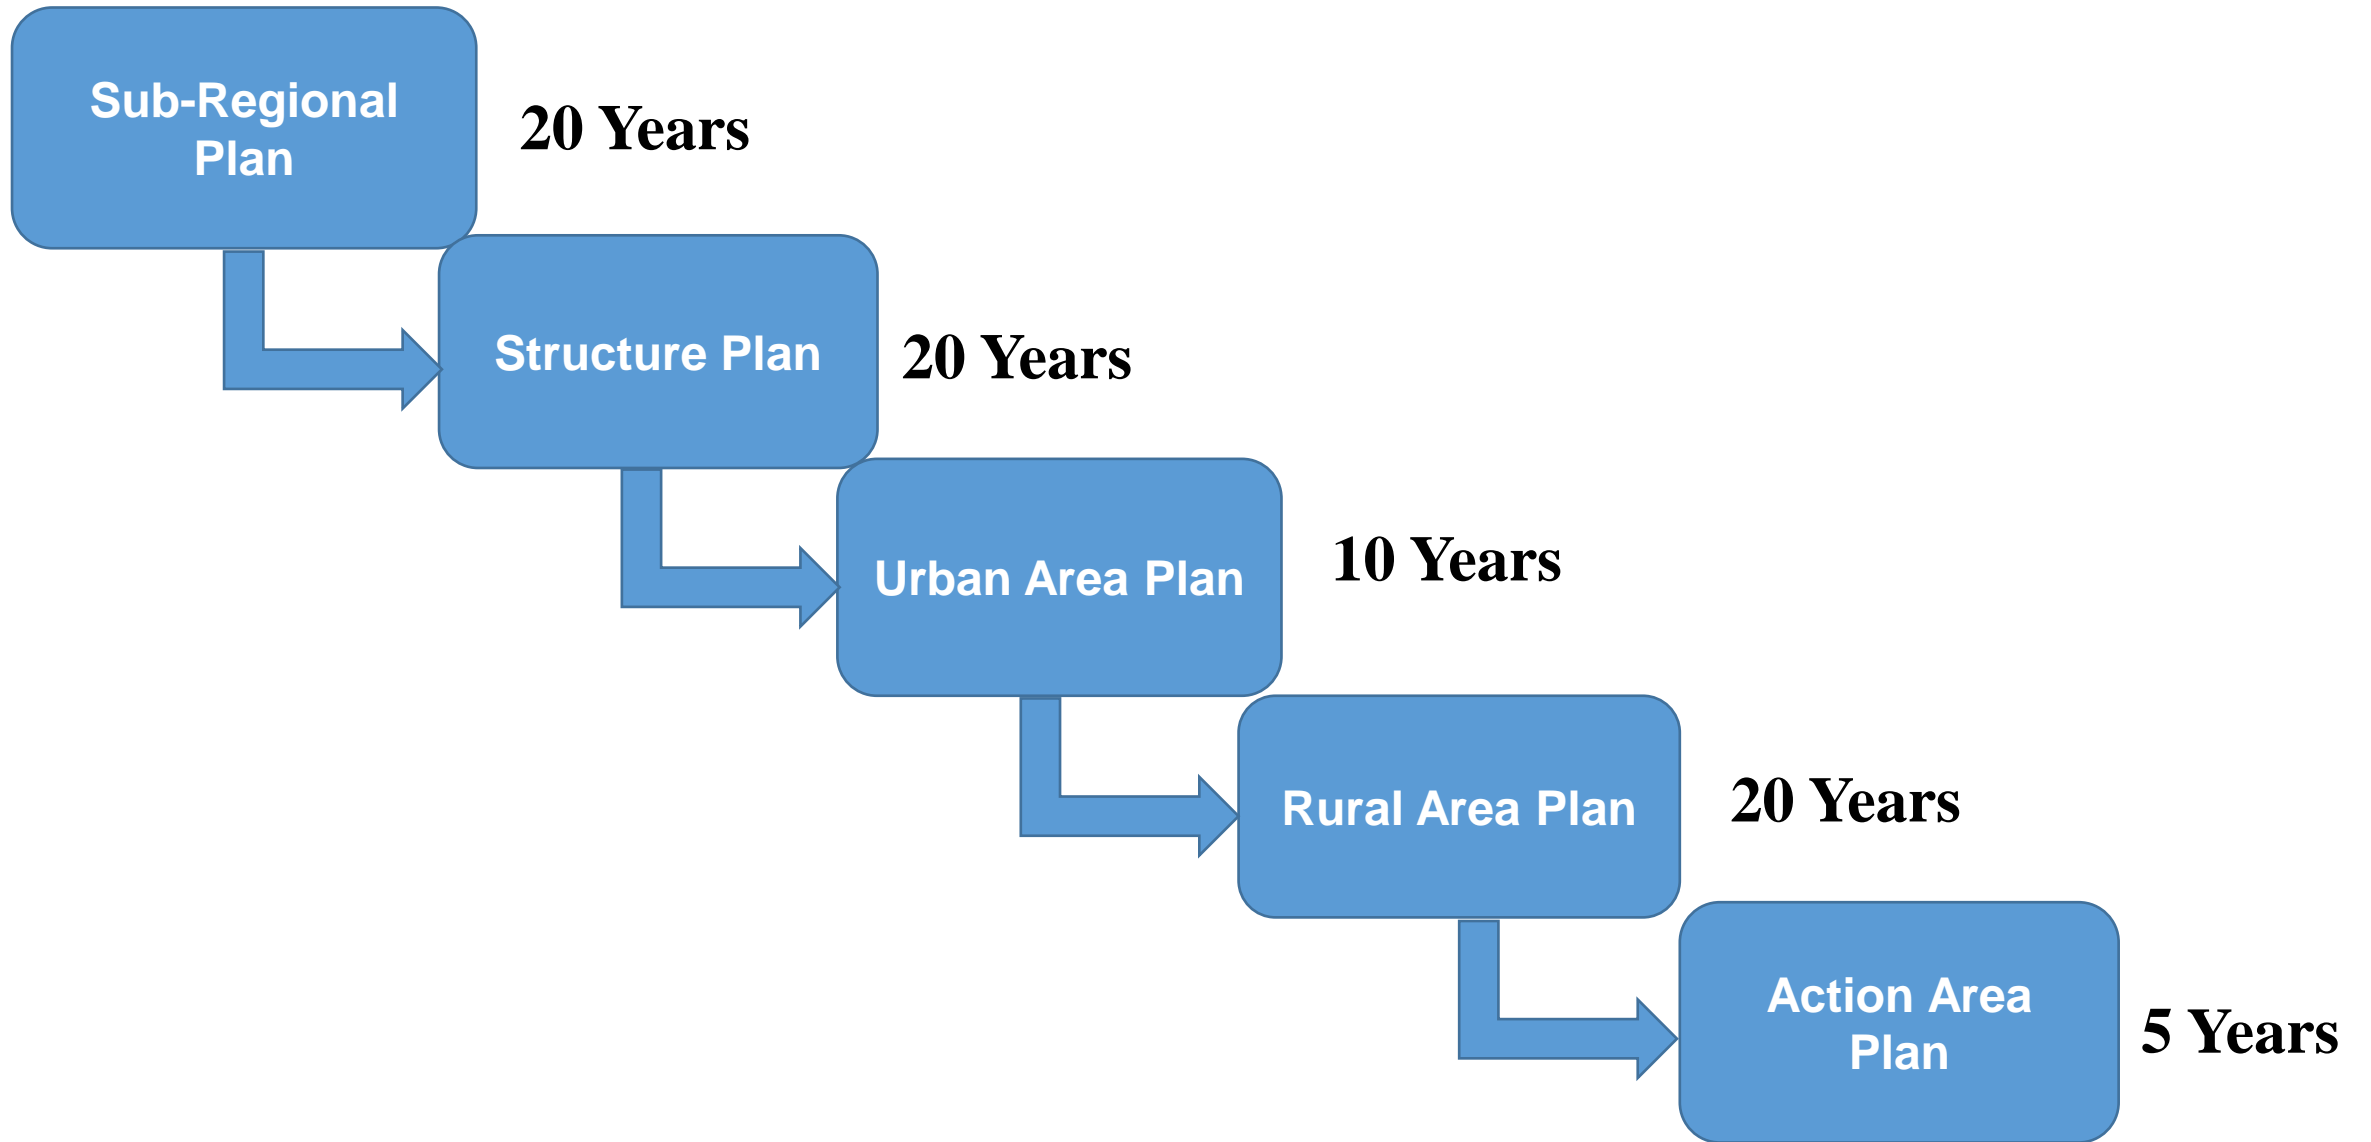 Sub-Regional
Plan
20 Years
Structure Plan
20 Years
Urban Area Plan
10 Years
Rural Area Plan
20 Years
Action Area
Plan
5 Years